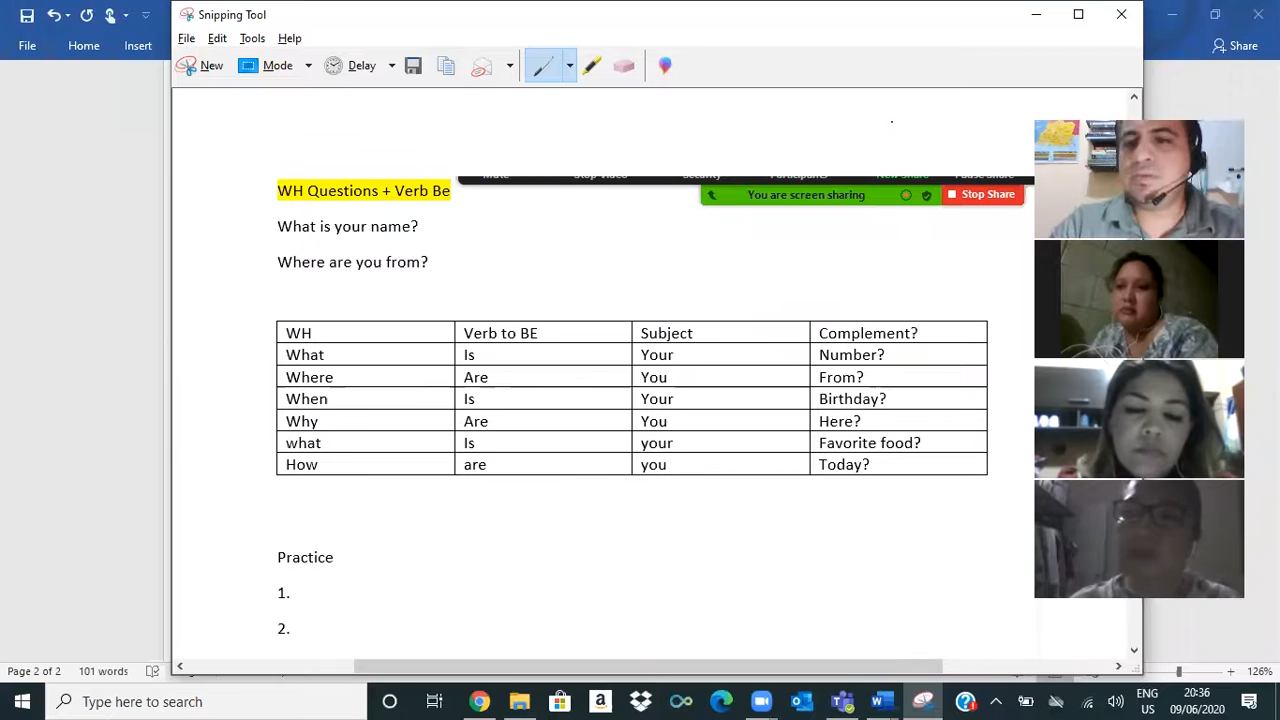 Snipping Tool
File Home Insert
Share
File Edit Tools Help
New Mode Delay
WH Questions + Verb Be
You are screen sharing Stop Share
What is your name?
Where are you from?
WH Verb to BE Subject Complement?
What Is Your Number?
Where Are You From?
When Is Your Birthday?
Why Are You Here?
what Is your Favorite food?
How are you Today?
Practice
1.
2.
Page 2 of 2 101 words 126%
Type here to search
ENG 20:36
US 09/06/2020